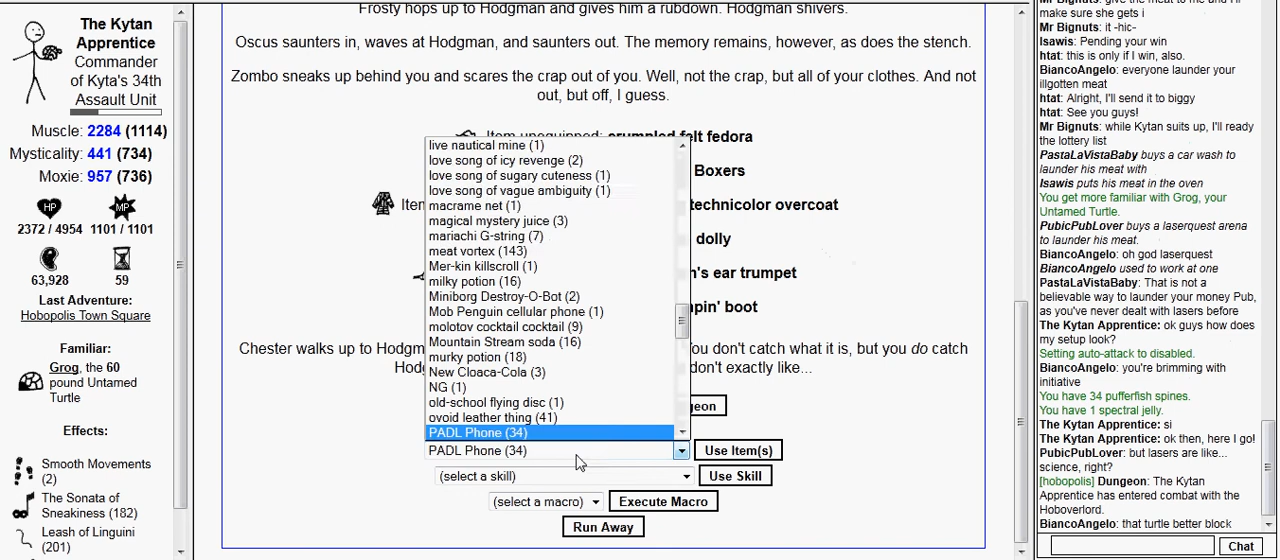 The Kytan
Apprentice
Commander
of Kyta's 34th
Assault Unit
Muscle: 2284 (1114)
Mysticality: 441 (734)
Moxie: 957 (736)
HP
MP
2372 / 4954 1101 / 1101
63,928 59
Last Adventure:
Hobopolis Town Square
Familiar:
Grog, the 60
pound Untamed
Turtle
Effects:
Smooth Movements
(2)
The Sonata of
Sneakiness (182)
Leash of Linguini
(201)
Frosty hops up to Hodgman and gives him a rubdown. Hodgman shivers.
Oscus saunters in, waves at Hodgman, and saunters out. The memory remains, however, as does the stench.
Zombo sneaks up behind you and scares the crap out of you. Well, not the crap, but all of your clothes. And not
out, but off, I guess.
Item unequipped: crumpled felt fedora
Boxers
Item technicolor overcoat
dolly
n's ear trumpet
pin' boot
Chester walks up to Hodgm You don't catch what it is, but you do catch
Hodg don't exactly like...
geon
live nautical mine (1)
love song of icy revenge (2)
love song of sugary cuteness (1)
love song of vague ambiguity (1)
macrame net (1)
magical mystery juice (3)
mariachi G-string (7)
meat vortex (143)
Mer-kin killscroll (1)
milky potion (16)
Miniborg Destroy-O-Bot (2)
Mob Penguin cellular phone (1)
molotov cocktail cocktail (9)
Mountain Stream soda (16)
murky potion (18)
New Cloaca-Cola (3)
NG (1)
old-school flying disc (1)
ovoid leather thing (41)
PADL Phone (34)
PADL Phone (34) Use Item(s)
(select a skill) Use Skill
(select a macro) Execute Macro
Run Away
Mr Bignuts: give the meat to me and I'll
make sure she gets i
Mr Bignuts: it -hic-
Isawis: Pending your win
htat: this is only if I win, also.
BiancoAngelo: everyone launder your
illgotten meat
htat: Alright, I'll send it to biggy
htat: See you guys!
Mr Bignuts: while Kytan suits up, I'll ready
the lottery list
PastaLaVistaBaby buys a car wash to
launder his meat with
Isawis puts his meat in the oven
You get more familiar with Grog, your
Untamed Turtle.
PubicPubLover buys a laserquest arena
to launder his meat.
BiancoAngelo: oh god laserquest
BiancoAngelo used to work at one
PastaLaVistaBaby: That is not a
believable way to launder your money Pub,
as you've never dealt with lasers before
The Kytan Apprentice: ok guys how does
my setup look?
Setting auto-attack to disabled.
BiancoAngelo: you're brimming with
initiative
You have 34 pufferfish spines.
You have 1 spectral jelly.
The Kytan Apprentice: si
The Kytan Apprentice: ok then, here I go!
PubicPubLover: but lasers are like...
science, right?
[hobopolis] Dungeon: The Kytan
Apprentice has entered combat with the
Hoboverlord.
BiancoAngelo: that turtle better block
Chat